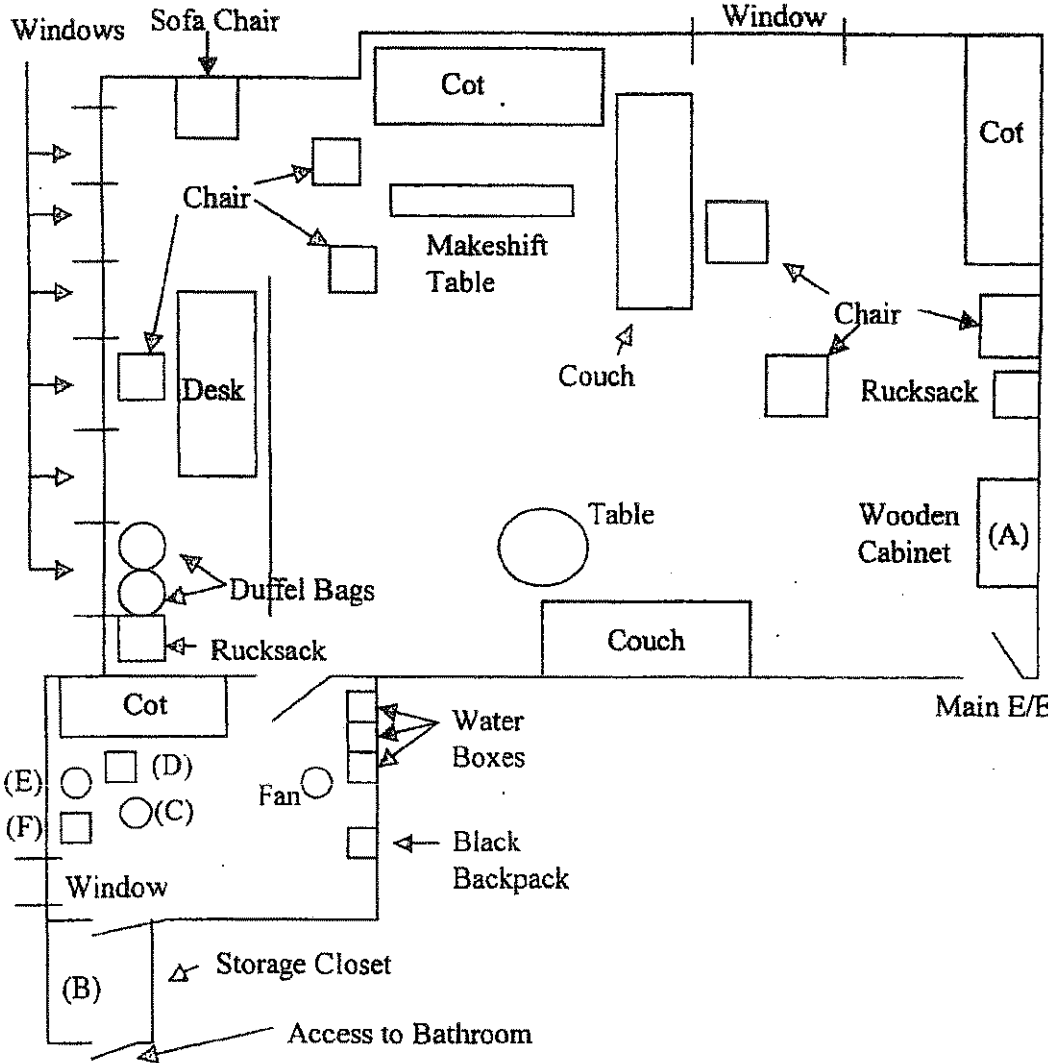 Windows
Sofa Chair
Window
Cot
Cot
Chair
Makeshift
Table
Chair
Couch
Desk
Rucksack
Table
Wooden
Cabinet
(A)
Duffel Bags
Rucksack
Couch
Main E/E
Cot
Water
Boxes
(D)
(E)
Fan
(C)
(F)
Black
Backpack
Window
Storage Closet
(B)
Access to Bathroom